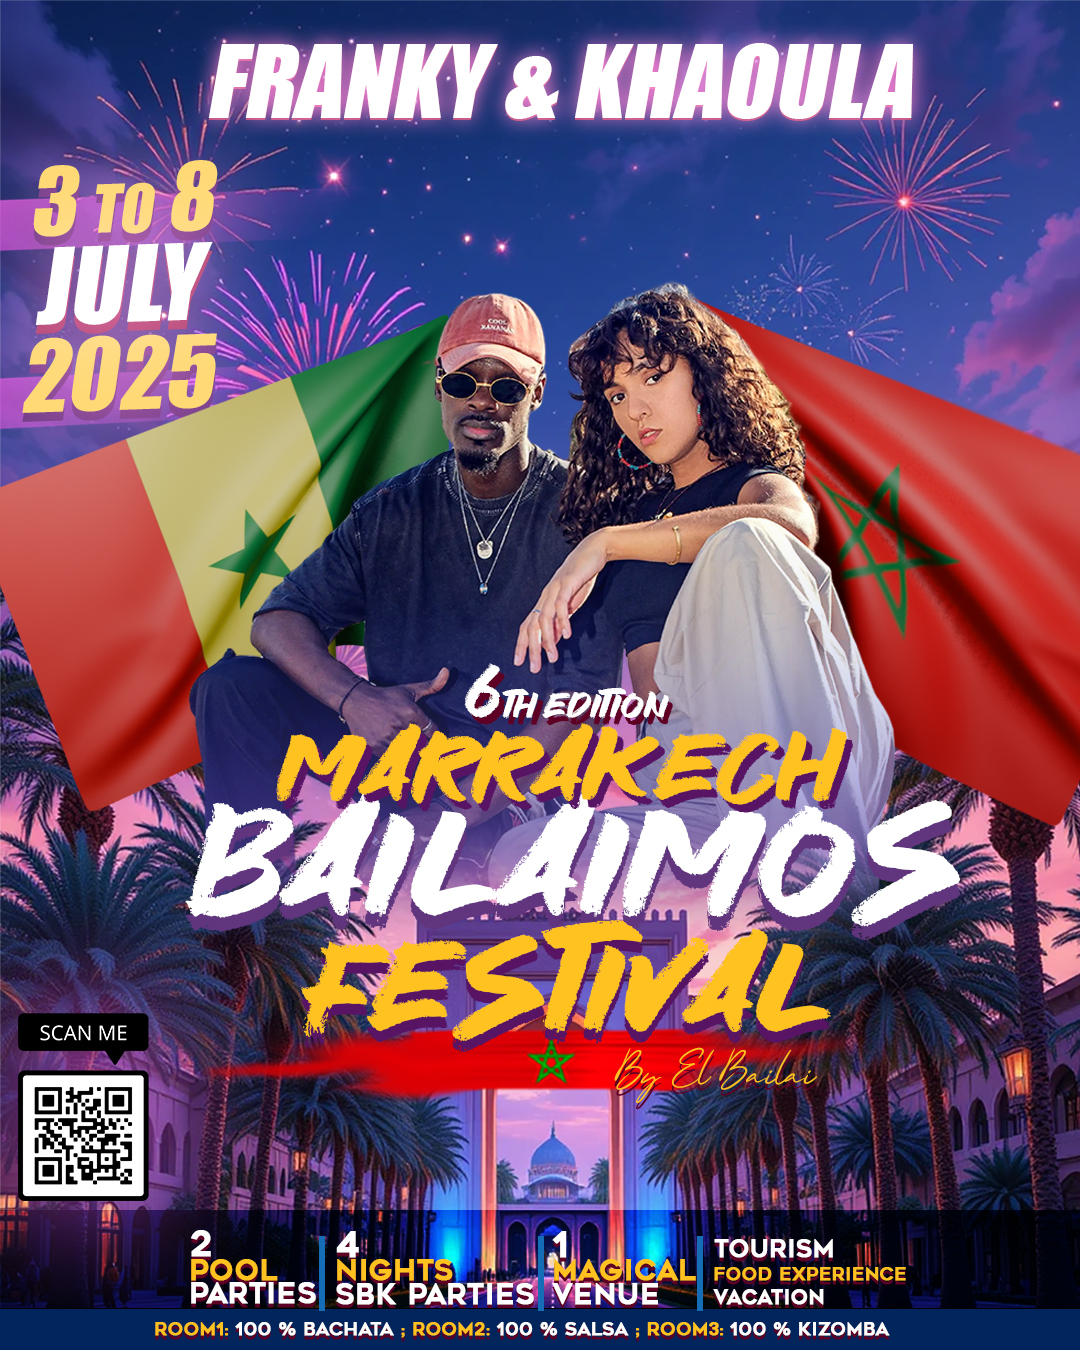 FRANKY & KHAOULA
3 TO 8
JULY
2025
COOL
BANANAS
6TH EDITION
MARRAKECH
BAILAIMOS
FESTIVAL
By El Bailai
SCAN ME
2
POOL
PARTIES
4
NIGHTS
SBK PARTIES
1
MAGICAL
VENUE
TOURISM
FOOD EXPERIENCE
VACATION
ROOM1: 100 % BACHATA ; ROOM2: 100 % SALSA ; ROOM3: 100 % KIZOMBA